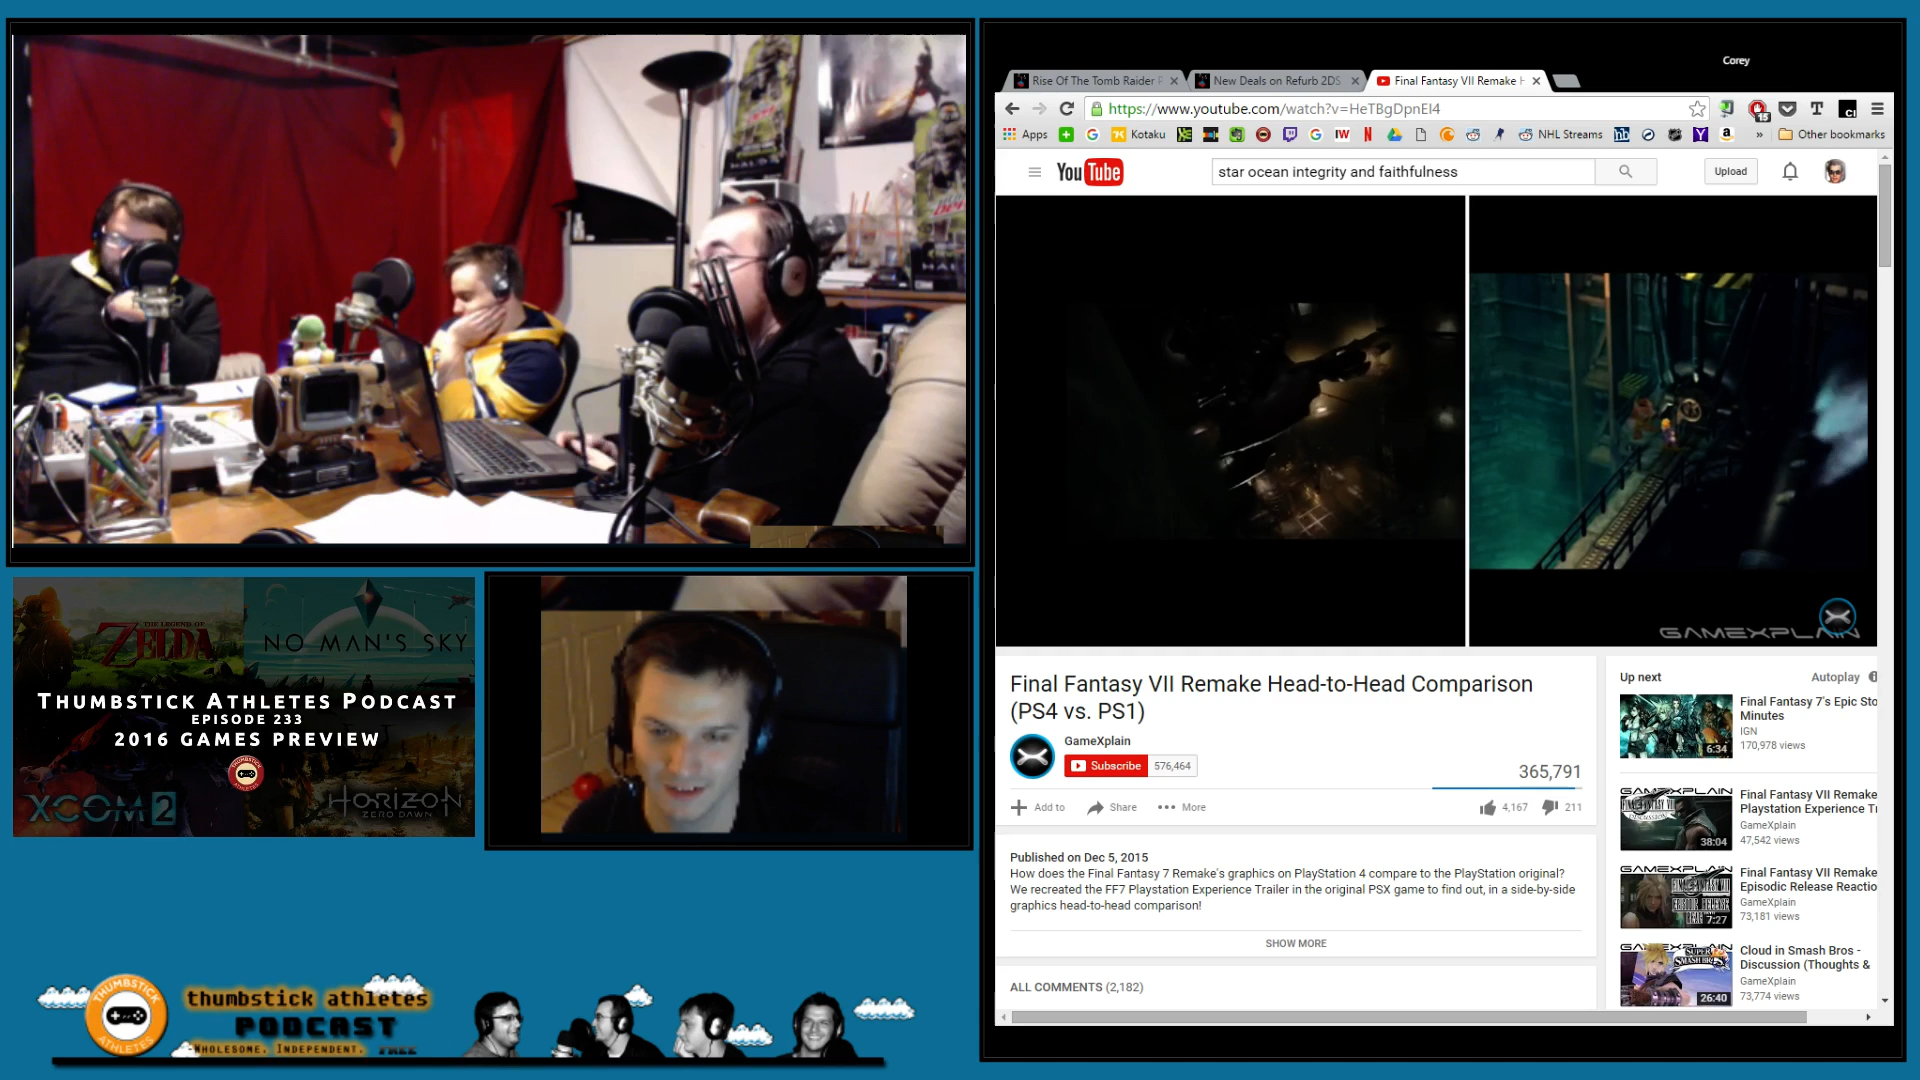 Corey
Rise Of The Tomb Raider
New Deals on Refurb 2DS
Final Fantasy VII Remake H
https://www.youtube.com/watch?v=HeTBgDpnEI4
15
Apps
Kotaku
IW
NHL Streams
hb
» Other bookmarks
YouTube
star ocean integrity and faithfulness
Upload
GAMEXPLAIN
Final Fantasy VII Remake Head-to-Head Comparison
(PS4 vs. PS1)
GameXplain
Subscribe 576,464
365,791
Add to Share More
4,167 211
Published on Dec 5, 2015
How does the Final Fantasy 7 Remake's graphics on PlayStation 4 compare to the PlayStation original?
We recreated the FF7 Playstation Experience Trailer in the original PSX game to find out, in a side-by-side
graphics head-to-head comparison!
SHOW MORE
ALL COMMENTS (2,182)
Up next
Autoplay
Final Fantasy 7's Epic Sto
Minutes
IGN
170,978 views
6:34
Final Fantasy VII Remake
Playstation Experience Tr
GameXplain
47,542 views
38:04
Final Fantasy VII Remake
Episodic Release Reactio
GameXplain
73,181 views
7:27
Cloud in Smash Bros -
Discussion (Thoughts &
GameXplain
73,774 views
26:40
THE LEGEND OF
ZELDA
NO MAN'S SKY
THUMBSTICK ATHLETES PODCAST
EPISODE 233
2016 GAMES PREVIEW
XCOM 2
HORIZON
ZERO DAWN
THUMBSTICK
ATHLETES
thumbstick athletes
PODCAST
WHOLESOME. INDEPENDENT. FREE